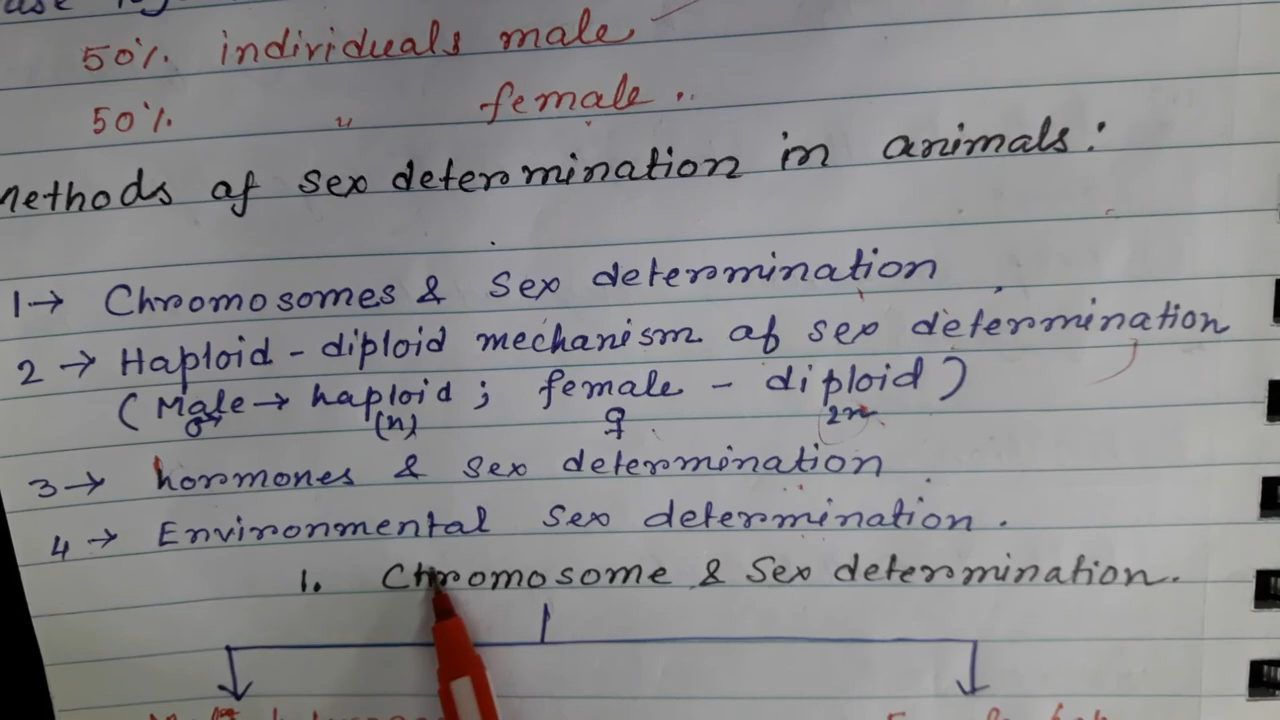 50% individuals male
50% " female.
Methods of sex determination in animals:
1→ Chromosomes & sex determination
2→ Haploid - diploid mechanism of sex determination
(Male → haploid ; female - diploid)
♂ (n) ♀ 2n
3→ hormones & sex determination
4→ Environmental sex determination.
1. Chromosome & Sex determination.